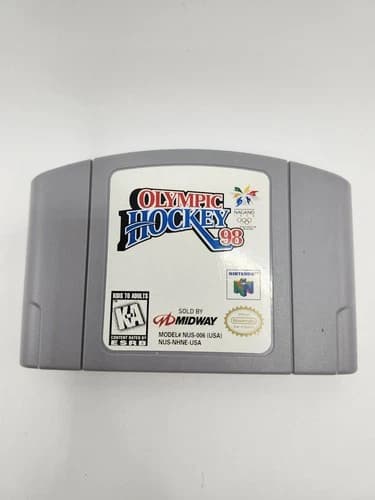 OLYMPIC
HOCKEY
98
NAGANO
KIDS TO ADULTS
K-A
CONTENT RATED BY
ESRB
SOLD BY
MIDWAY
MODEL# NUS-006 (USA)
NUS-NHNE-USA
NINTENDO
Nintendo